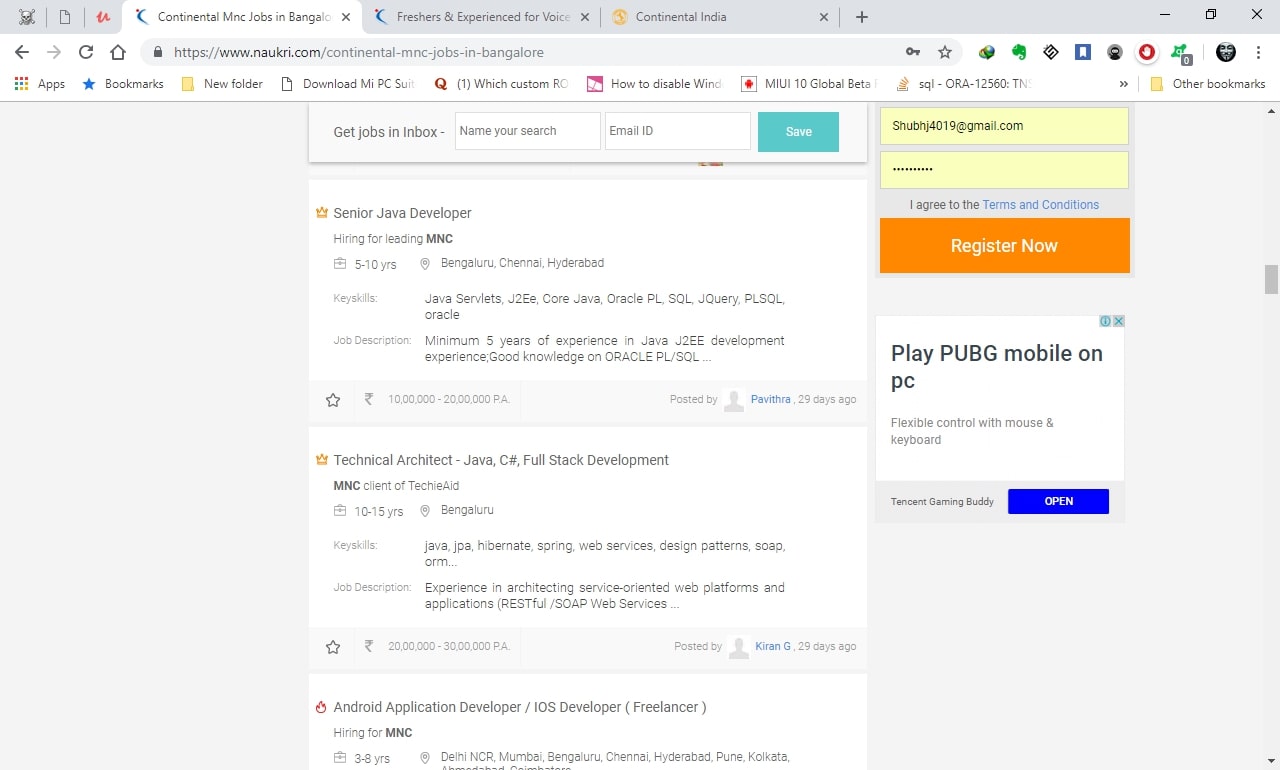 Continental Mnc Jobs in Bangalo
Freshers & Experienced for Voice
Continental India
https://www.naukri.com/continental-mnc-jobs-in-bangalore
0
Apps
Bookmarks
New folder
Download Mi PC Suit
(1) Which custom RO
How to disable Wind
MIUI 10 Global Beta
sql - ORA-12560: TNS
»
Other bookmarks
Get jobs in Inbox -
Name your search
Email ID
Save
Senior Java Developer
Hiring for leading MNC
5-10 yrs
Bengaluru, Chennai, Hyderabad
Keyskills:
Java Servlets, J2Ee, Core Java, Oracle PL, SQL, JQuery, PLSQL,
oracle
Job Description:
Minimum 5 years of experience in Java J2EE development
experience;Good knowledge on ORACLE PL/SQL ...
₹ 10,00,000 - 20,00,000 P.A.
Posted by Pavithra , 29 days ago
Technical Architect - Java, C#, Full Stack Development
MNC client of TechieAid
10-15 yrs
Bengaluru
Keyskills:
java, jpa, hibernate, spring, web services, design patterns, soap,
orm...
Job Description:
Experience in architecting service-oriented web platforms and
applications (RESTful /SOAP Web Services ...
₹ 20,00,000 - 30,00,000 P.A.
Posted by Kiran G , 29 days ago
Android Application Developer / IOS Developer ( Freelancer )
Hiring for MNC
3-8 yrs
Delhi NCR, Mumbai, Bengaluru, Chennai, Hyderabad, Pune, Kolkata,
Ahmedabad, Coimbatore
Shubhj4019@gmail.com
••••••••••
I agree to the Terms and Conditions
Register Now
Play PUBG mobile on
pc
Flexible control with mouse &
keyboard
Tencent Gaming Buddy
OPEN